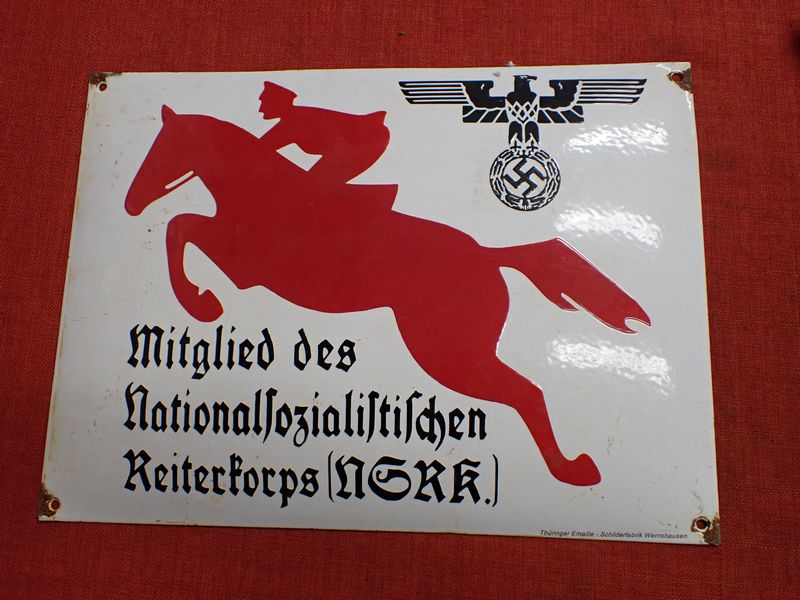 Mitglied des
Nationalſozialiſtiſchen
Reiterkorps (NSRK.)
Thüringer Emaille - Schilderfabrik Wernshausen